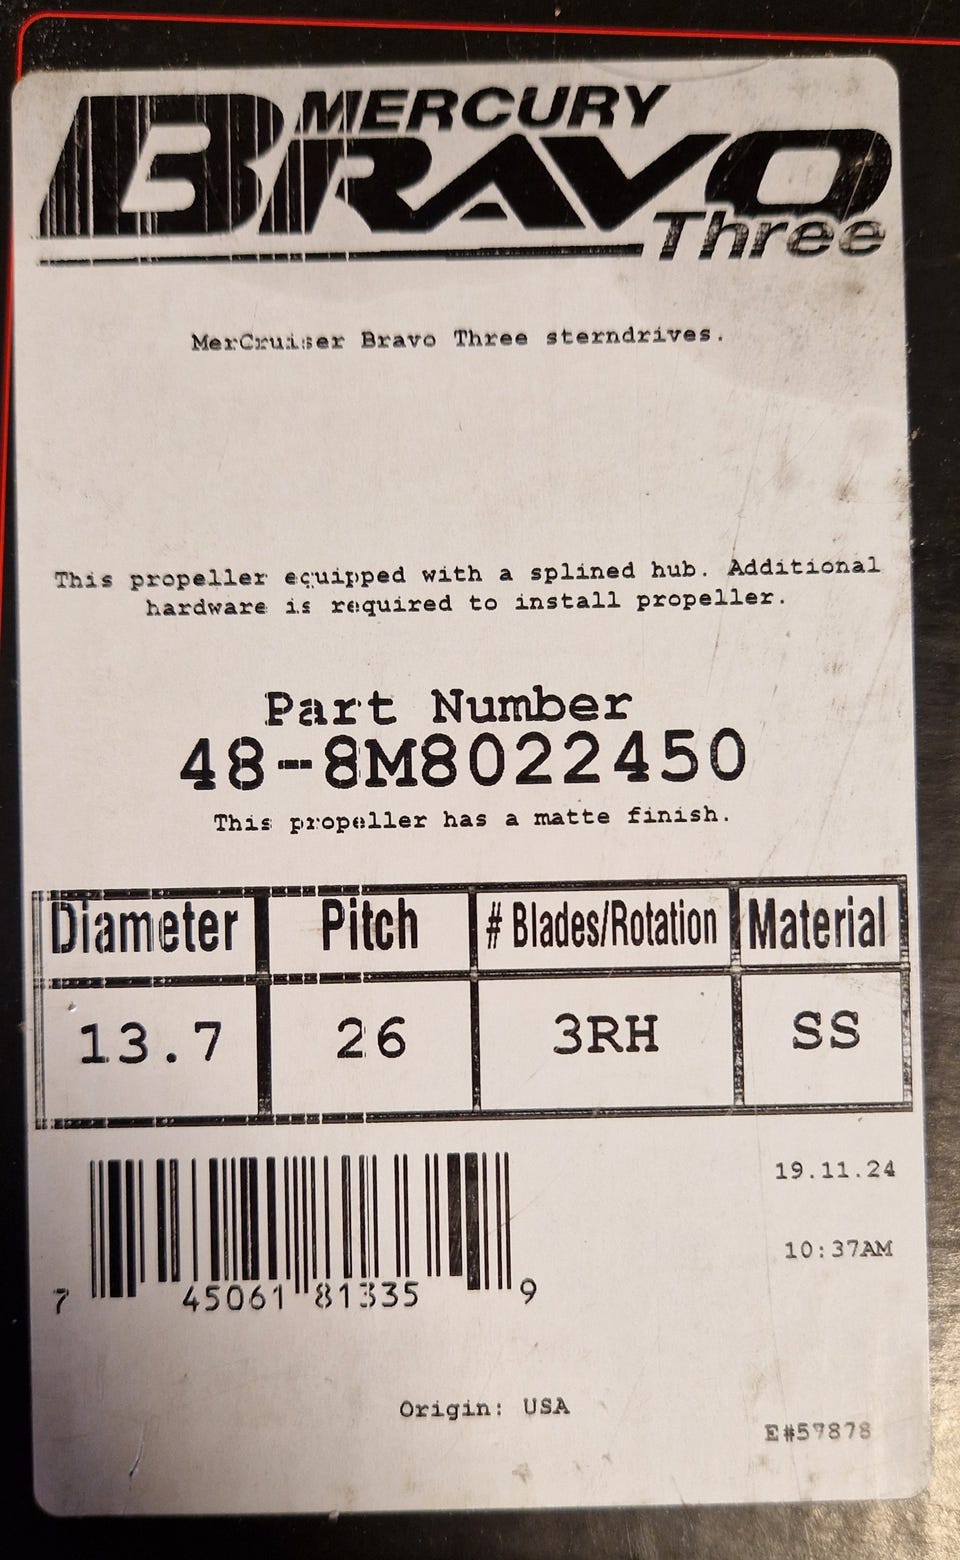 MERCURY
BRAVO
Three
MerCruiser Bravo Three sterndrives.
This propeller equipped with a splined hub. Additional
hardware is required to install propeller.
Part Number
48-8M8022450
This propeller has a matte finish.
Diameter Pitch # Blades/Rotation Material
13.7 26 3RH SS
19.11.24
10:37AM
7 45061 81335 9
Origin: USA
E#57878